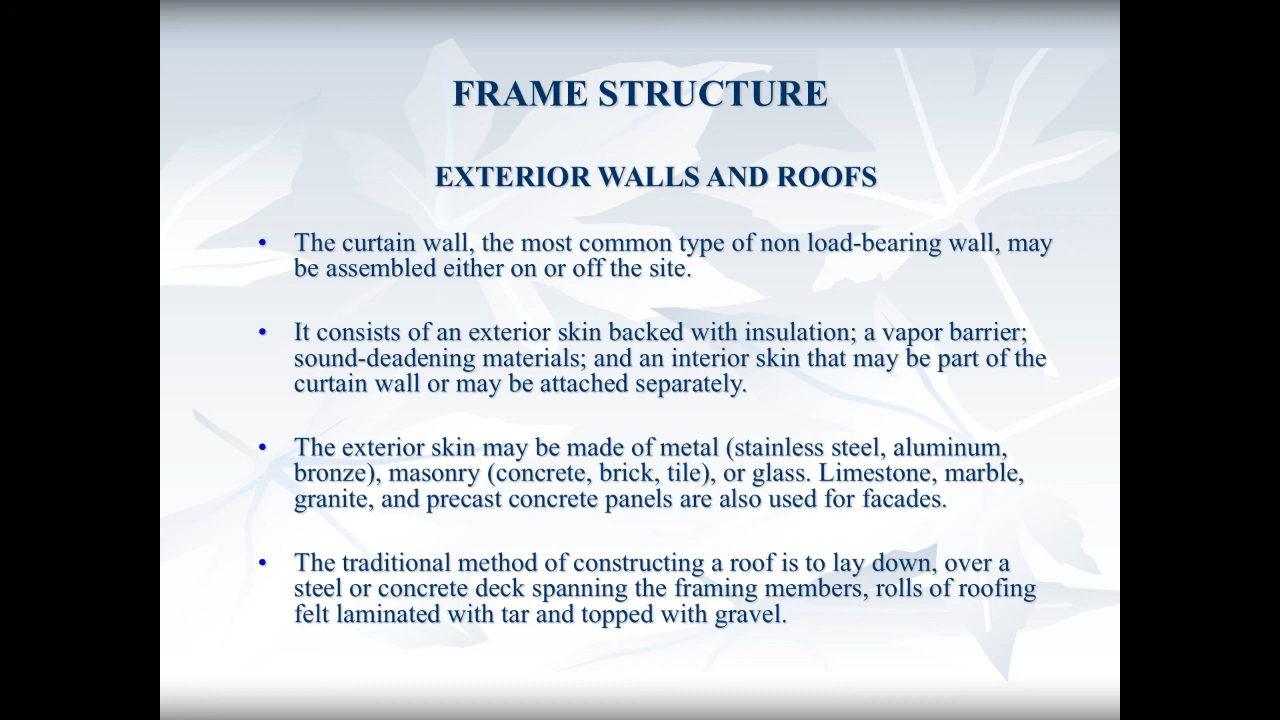 FRAME STRUCTURE
EXTERIOR WALLS AND ROOFS
• The curtain wall, the most common type of non load-bearing wall, may
be assembled either on or off the site.
• It consists of an exterior skin backed with insulation; a vapor barrier;
sound-deadening materials; and an interior skin that may be part of the
curtain wall or may be attached separately.
• The exterior skin may be made of metal (stainless steel, aluminum,
bronze), masonry (concrete, brick, tile), or glass. Limestone, marble,
granite, and precast concrete panels are also used for facades.
• The traditional method of constructing a roof is to lay down, over a
steel or concrete deck spanning the framing members, rolls of roofing
felt laminated with tar and topped with gravel.